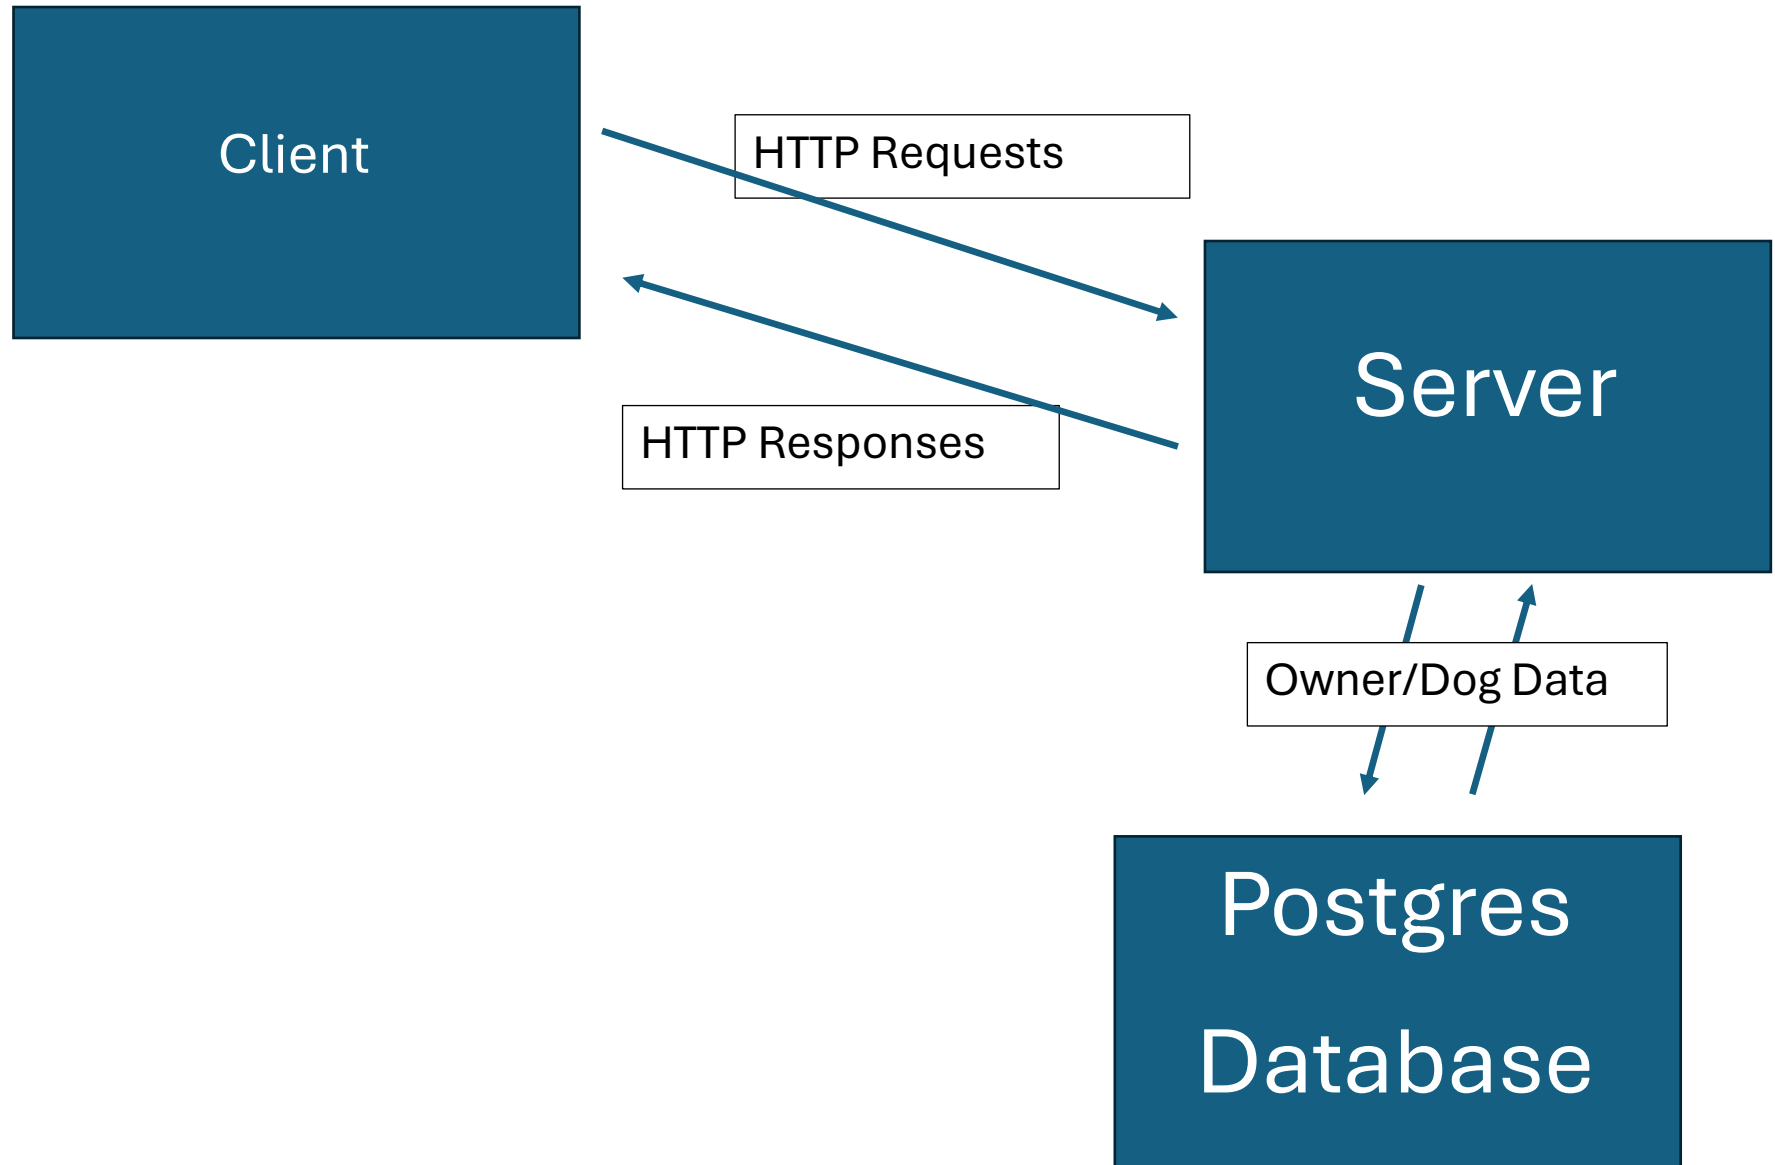 Client
HTTP Requests
Server
HTTP Responses
Owner/Dog Data
Postgres
Database